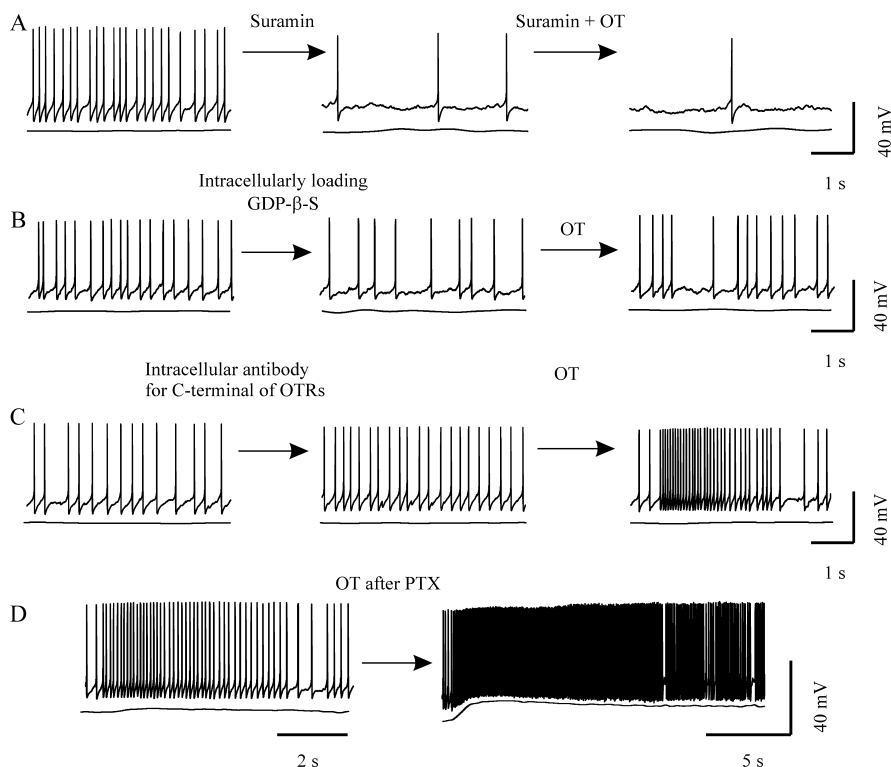 A
Suramin
Suramin + OT
40 mV
1 s
Intracellularly loading
GDP-β-S
B
OT
40 mV
1 s
Intracellular antibody
for C-terminal of OTRs
OT
C
40 mV
1 s
OT after PTX
D
40 mV
2 s
5 s